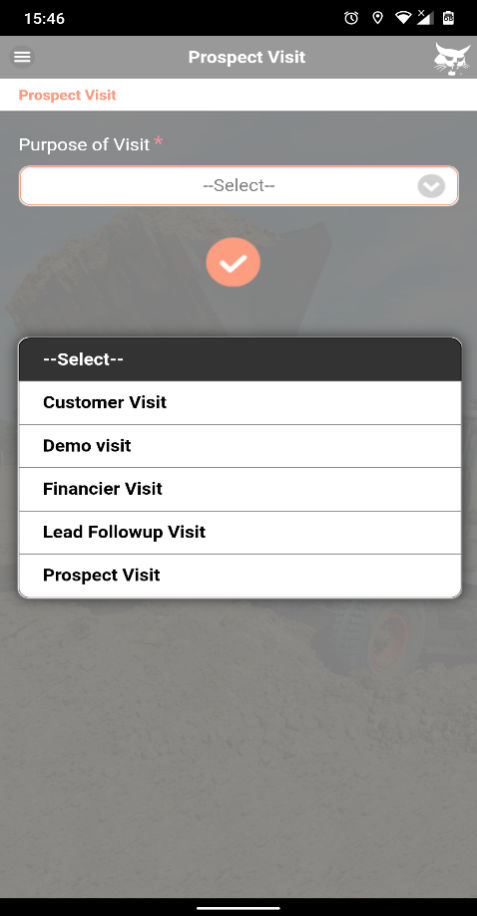 15:46
Prospect Visit
Prospect Visit
Purpose of Visit *
--Select--
--Select--
Customer Visit
Demo visit
Financier Visit
Lead Followup Visit
Prospect Visit